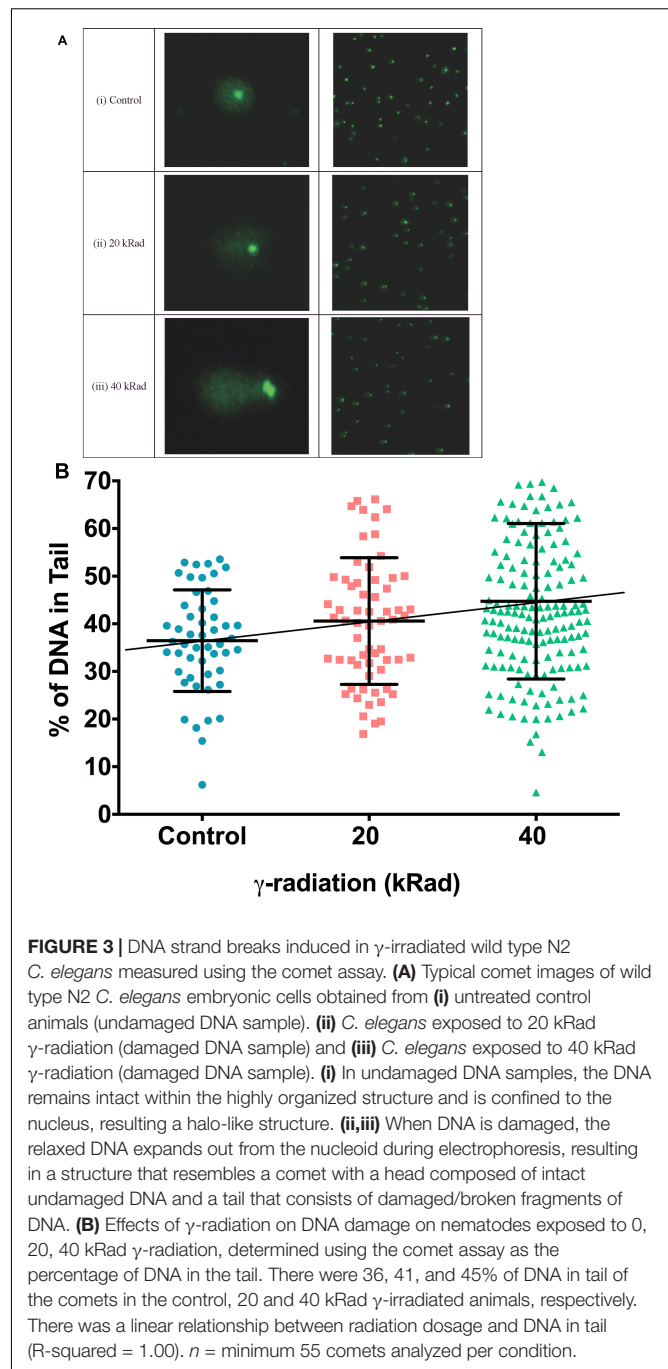 A
(i) Control
(ii) 20 kRad
(iii) 40 kRad
B
70
60
50
40
30
20
10
0
% of DNA in Tail
Control 20 40
γ-radiation (kRad)
FIGURE 3 | DNA strand breaks induced in γ-irradiated wild type N2
C. elegans measured using the comet assay. (A) Typical comet images of wild
type N2 C. elegans embryonic cells obtained from (i) untreated control
animals (undamaged DNA sample). (ii) C. elegans exposed to 20 kRad
γ-radiation (damaged DNA sample) and (iii) C. elegans exposed to 40 kRad
γ-radiation (damaged DNA sample). (i) In undamaged DNA samples, the DNA
remains intact within the highly organized structure and is confined to the
nucleus, resulting a halo-like structure. (ii,iii) When DNA is damaged, the
relaxed DNA expands out from the nucleoid during electrophoresis, resulting
in a structure that resembles a comet with a head composed of intact
undamaged DNA and a tail that consists of damaged/broken fragments of
DNA. (B) Effects of γ-radiation on DNA damage on nematodes exposed to 0,
20, 40 kRad γ-radiation, determined using the comet assay as the
percentage of DNA in the tail. There were 36, 41, and 45% of DNA in tail of
the comets in the control, 20 and 40 kRad γ-irradiated animals, respectively.
There was a linear relationship between radiation dosage and DNA in tail
(R-squared = 1.00). n = minimum 55 comets analyzed per condition.